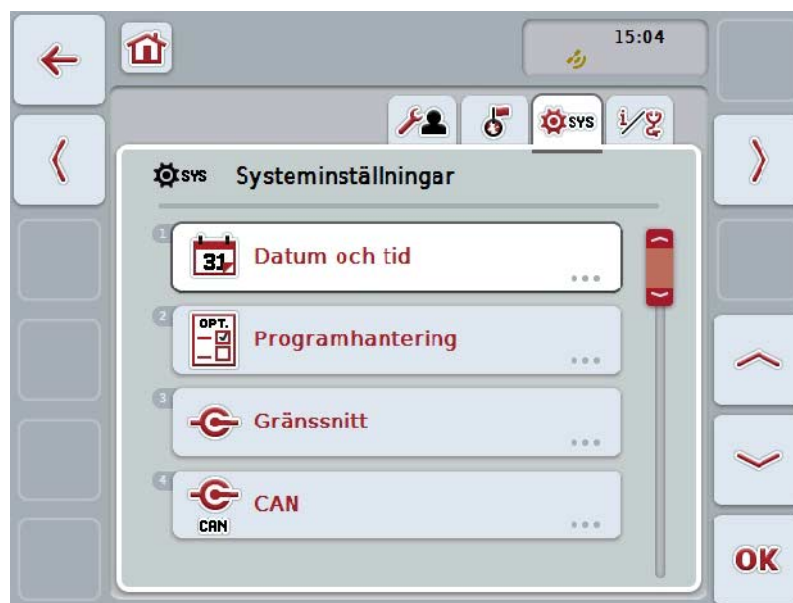 15:04
SYS
i/
SYS Systeminställningar
1
31
Datum och tid
2
OPT.
Programhantering
3
Gränssnitt
4
CAN
CAN
OK